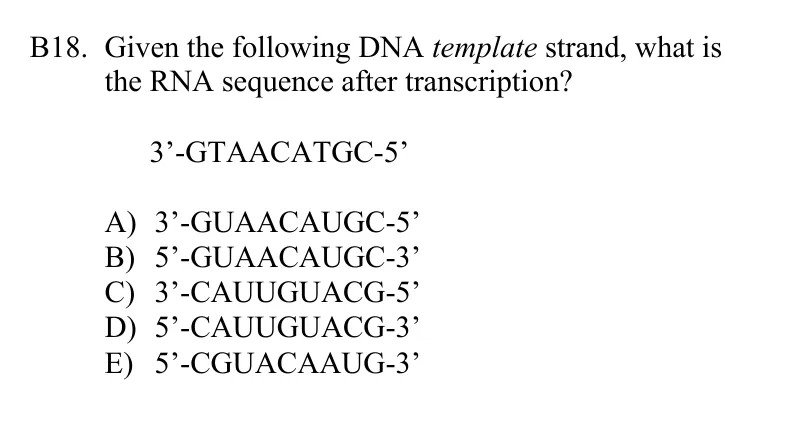 B18. Given the following DNA template strand, what is
the RNA sequence after transcription?
3’-GTAACATGC-5’
A) 3’-GUAACAUGC-5’
B) 5’-GUAACAUGC-3’
C) 3’-CAUUGUACG-5’
D) 5’-CAUUGUACG-3’
E) 5’-CGUACAAUG-3’